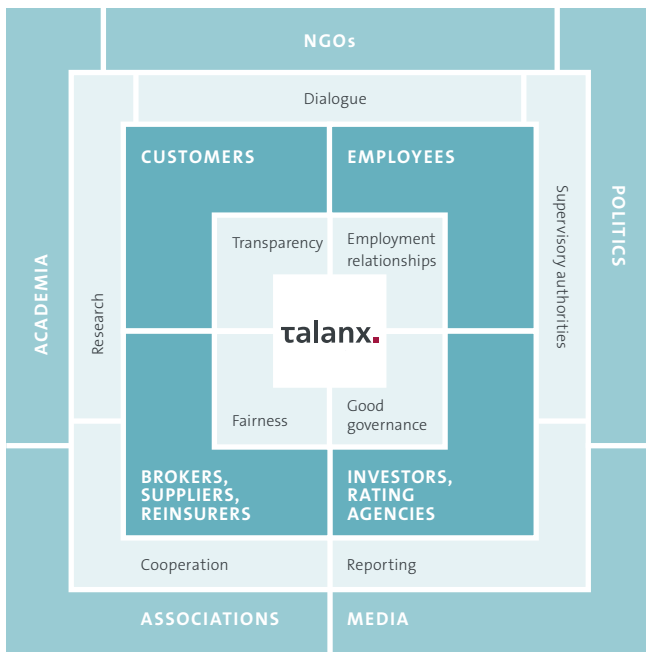 NGOs
Dialogue
CUSTOMERS
EMPLOYEES
Transparency
Employment
relationships
ACADEMIA
Research
Supervisory authorities
POLITICS
talanx.
Fairness
Good
governance
BROKERS,
SUPPLIERS,
REINSURERS
INVESTORS,
RATING
AGENCIES
Cooperation
Reporting
ASSOCIATIONS
MEDIA